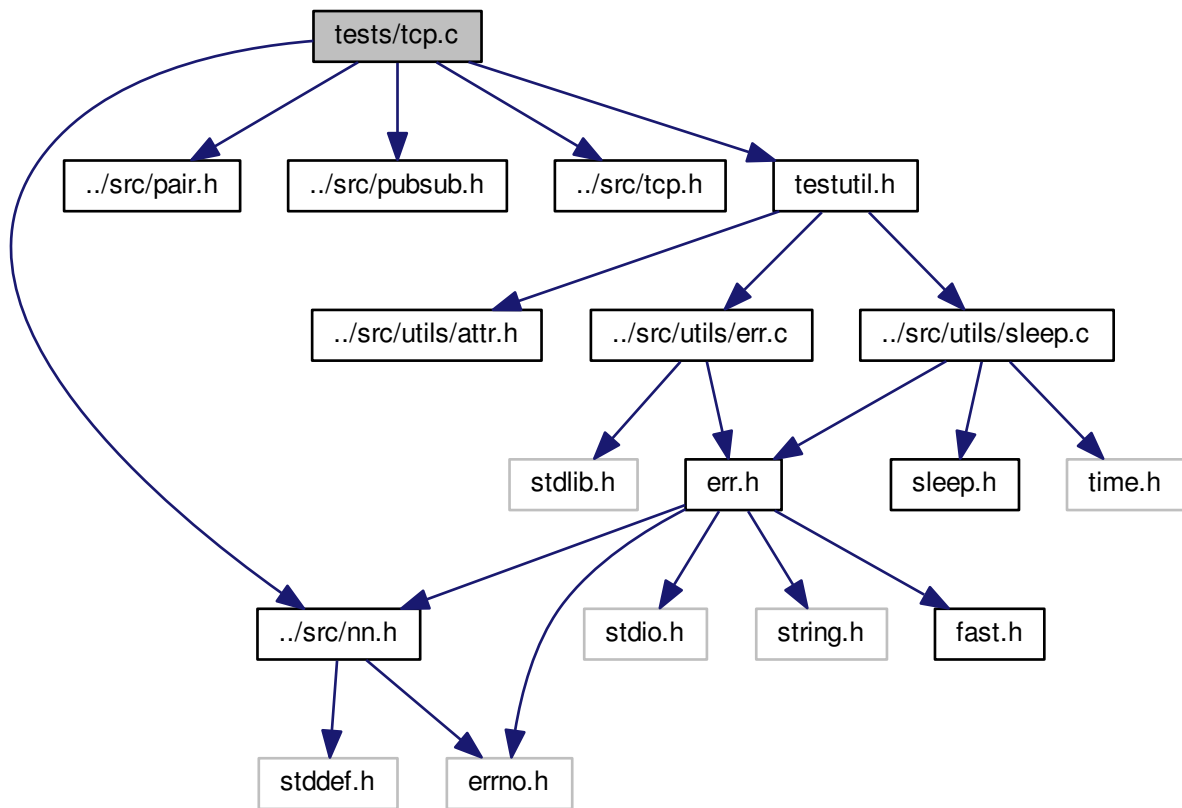 tests/tcp.c
../src/pair.h
../src/pubsub.h
../src/tcp.h
testutil.h
../src/utils/attr.h
../src/utils/err.c
../src/utils/sleep.c
stdlib.h
err.h
sleep.h
time.h
../src/nn.h
stdio.h
string.h
fast.h
stddef.h
errno.h